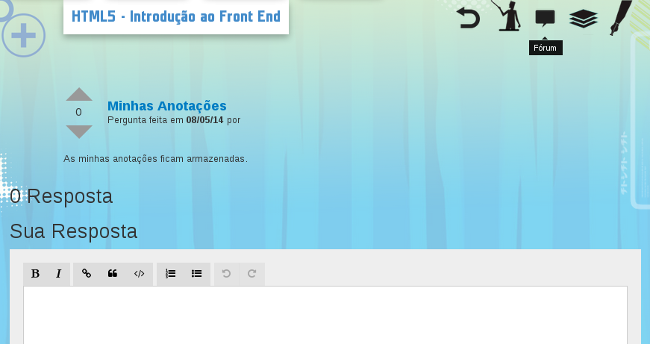 HTML5 - Introdução ao Front End
Fórum
0
Minhas Anotações
Pergunta feita em 08/05/14 por
As minhas anotações ficam armazenadas.
0 Resposta
Sua Resposta
B I